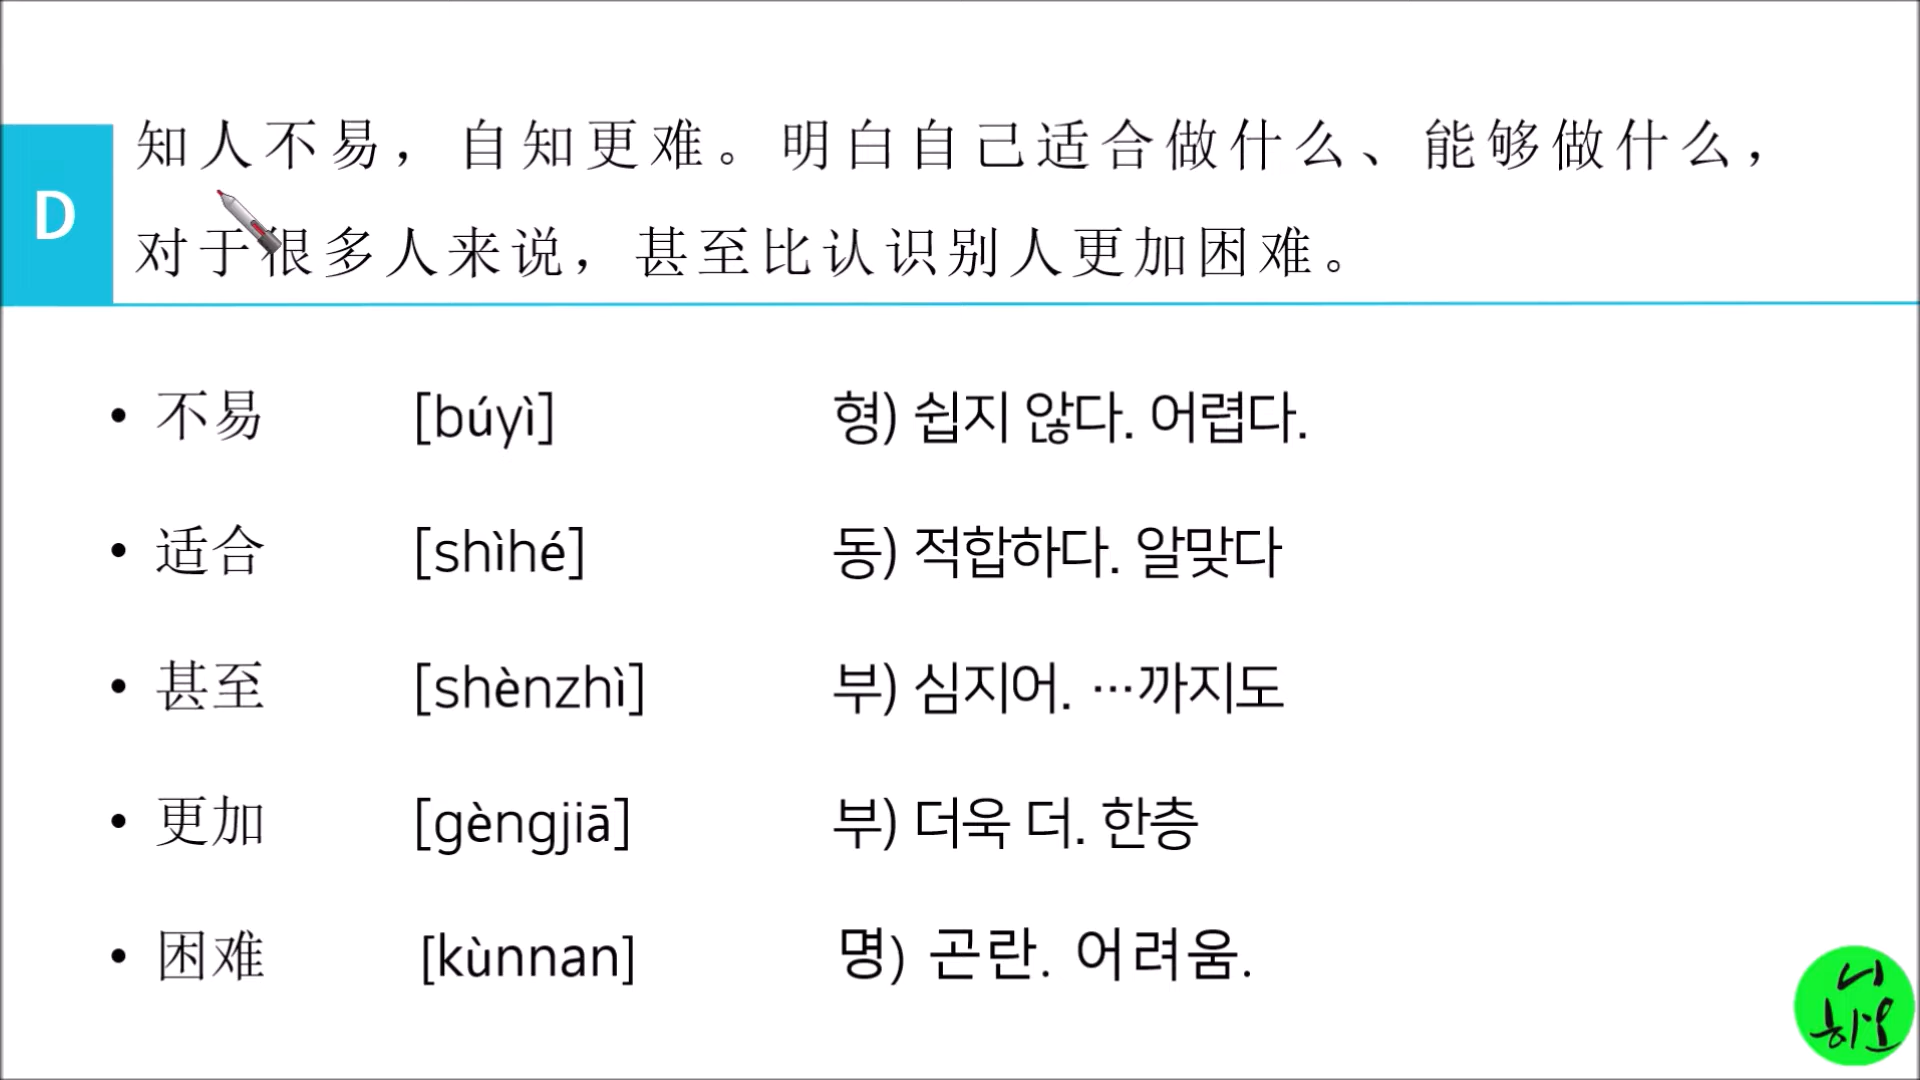 知人不易，自知更难。明白自己适合做什么、能够做什么，
D
对于很多人来说，甚至比认识别人更加困难。
• 不易 [búyì] 형) 쉽지 않다. 어렵다.
• 适合 [shìhé] 동) 적합하다. 알맞다
• 甚至 [shènzhì] 부) 심지어. …까지도
• 更加 [gèngjiā] 부) 더욱 더. 한층
• 困难 [kùnnan] 명) 곤란. 어려움.
니
하오